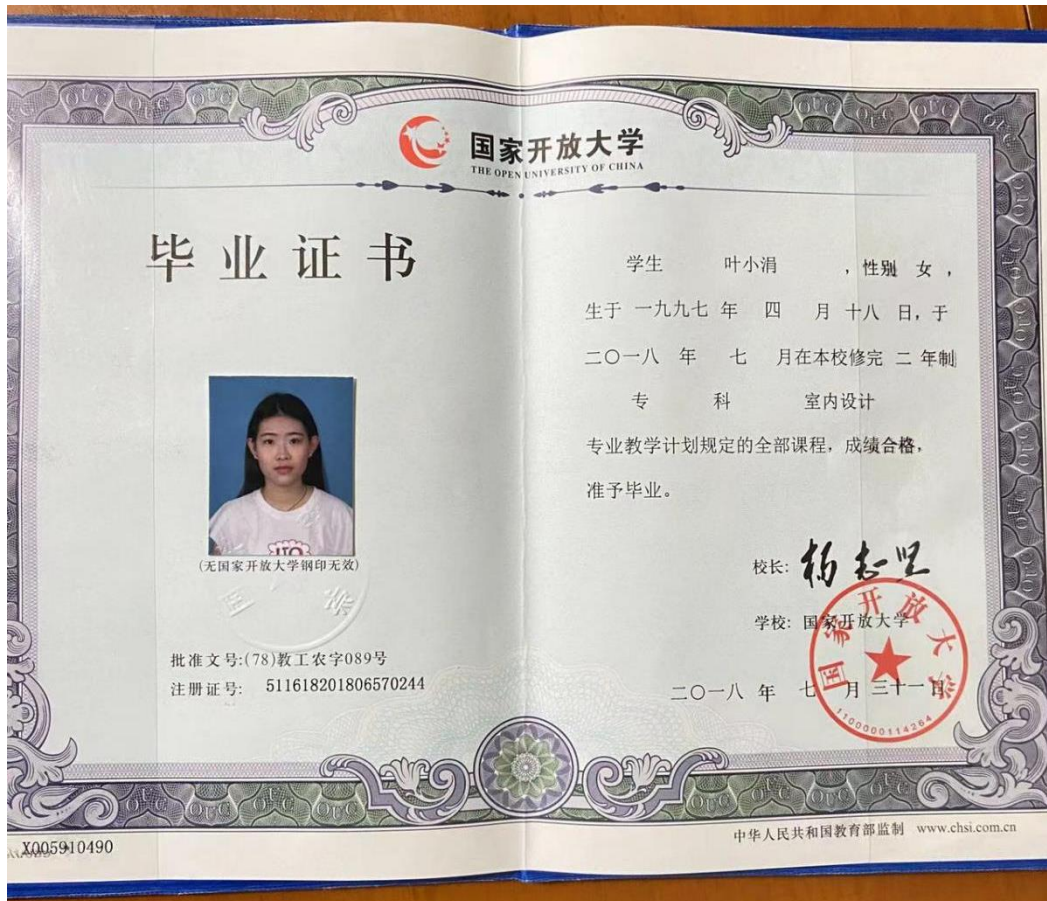 国家开放大学
THE OPEN UNIVERSITY OF CHINA
毕业证书
(无国家开放大学钢印无效)
批准文号:(78)教工农字089号
注册证号: 511618201806570244
X005910490
学生 叶小涓 ，性别 女，
生于 一九九七 年 四 月 十八 日，于
二〇一八 年 七 月在本校修完 二 年制
专 科 室内设计
专业教学计划规定的全部课程，成绩合格，
准予毕业。
校长: 杨志坚
学校: 国家开放大学
二〇一八 年 七 月 三十一日
国家开放大学
1100000114264
中华人民共和国教育部监制 www.chsi.com.cn